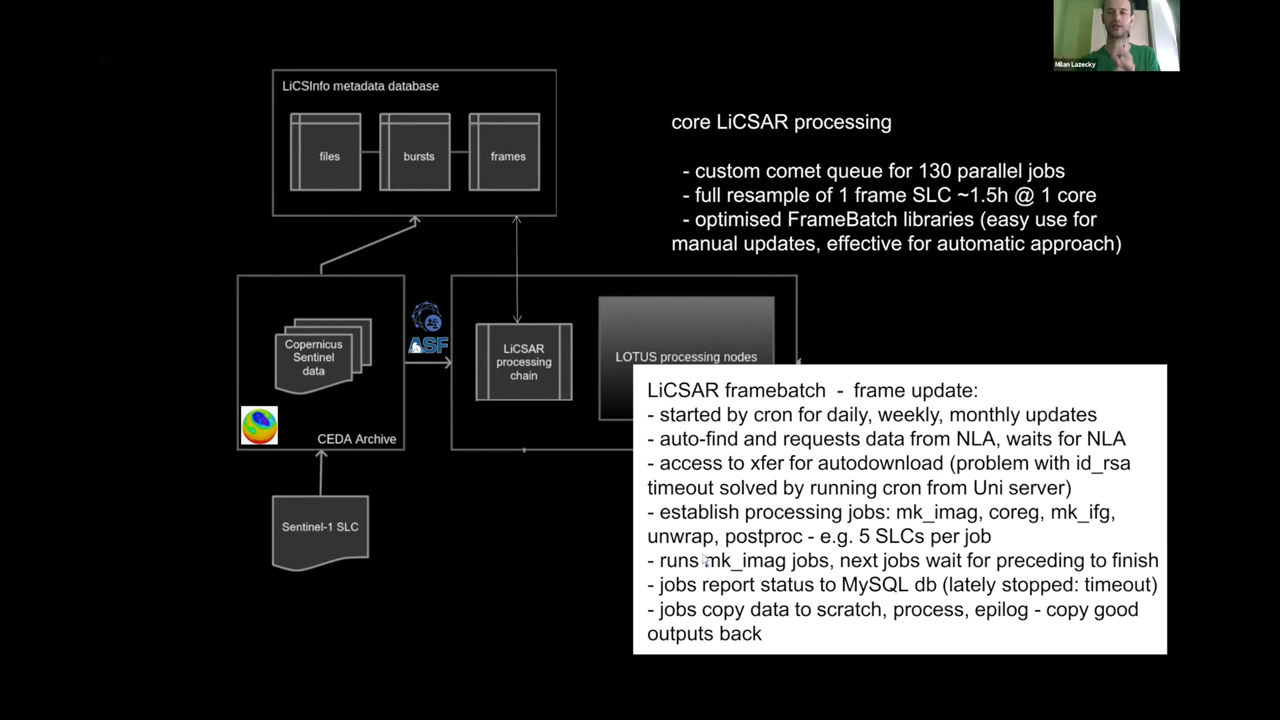 Milan Lazecky
LiCSInfo metadata database
files
bursts
frames
core LiCSAR processing
- custom comet queue for 130 parallel jobs
- full resample of 1 frame SLC ~1.5h @ 1 core
- optimised FrameBatch libraries (easy use for
manual updates, effective for automatic approach)
Copernicus
Sentinel
data
CEDA Archive
ASF
LiCSAR
processing
chain
LOTUS processing nodes
Sentinel-1 SLC
LiCSAR framebatch - frame update:
- started by cron for daily, weekly, monthly updates
- auto-find and requests data from NLA, waits for NLA
- access to xfer for autodownload (problem with id_rsa
timeout solved by running cron from Uni server)
- establish processing jobs: mk_imag, coreg, mk_ifg,
unwrap, postproc - e.g. 5 SLCs per job
- runs mk_imag jobs, next jobs wait for preceding to finish
- jobs report status to MySQL db (lately stopped: timeout)
- jobs copy data to scratch, process, epilog - copy good
outputs back